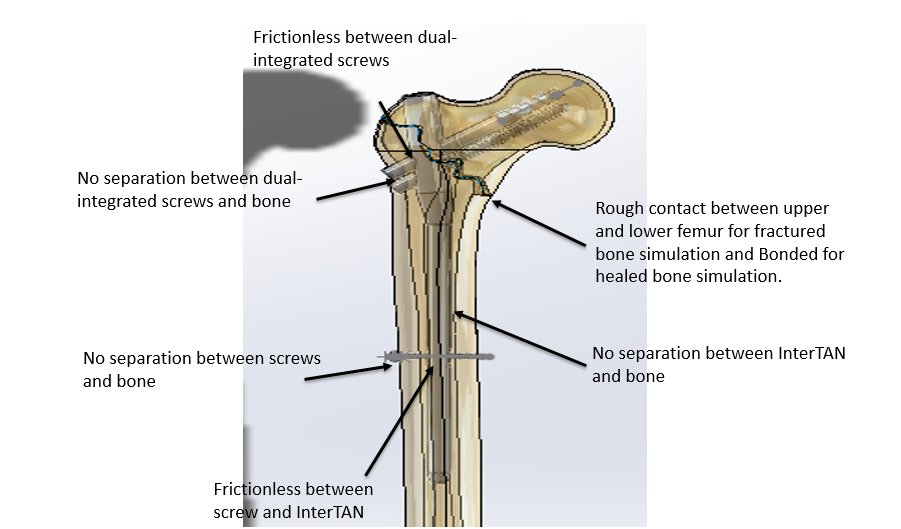 Frictionless between dual-
integrated screws
No separation between dual-
integrated screws and bone
Rough contact between upper
and lower femur for fractured
bone simulation and Bonded for
healed bone simulation.
No separation between screws
and bone
No separation between InterTAN
and bone
Frictionless between
screw and InterTAN